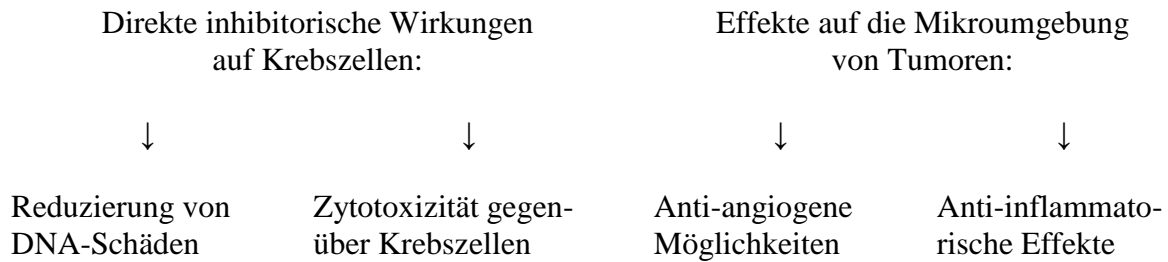 Direkte inhibitorische Wirkungen
auf Krebszellen:
Effekte auf die Mikroumgebung
von Tumoren:
↓ ↓ ↓ ↓
Reduzierung von
DNA-Schäden
Zytotoxizität gegen-
über Krebszellen
Anti-angiogene
Möglichkeiten
Anti-inflammato-
rische Effekte